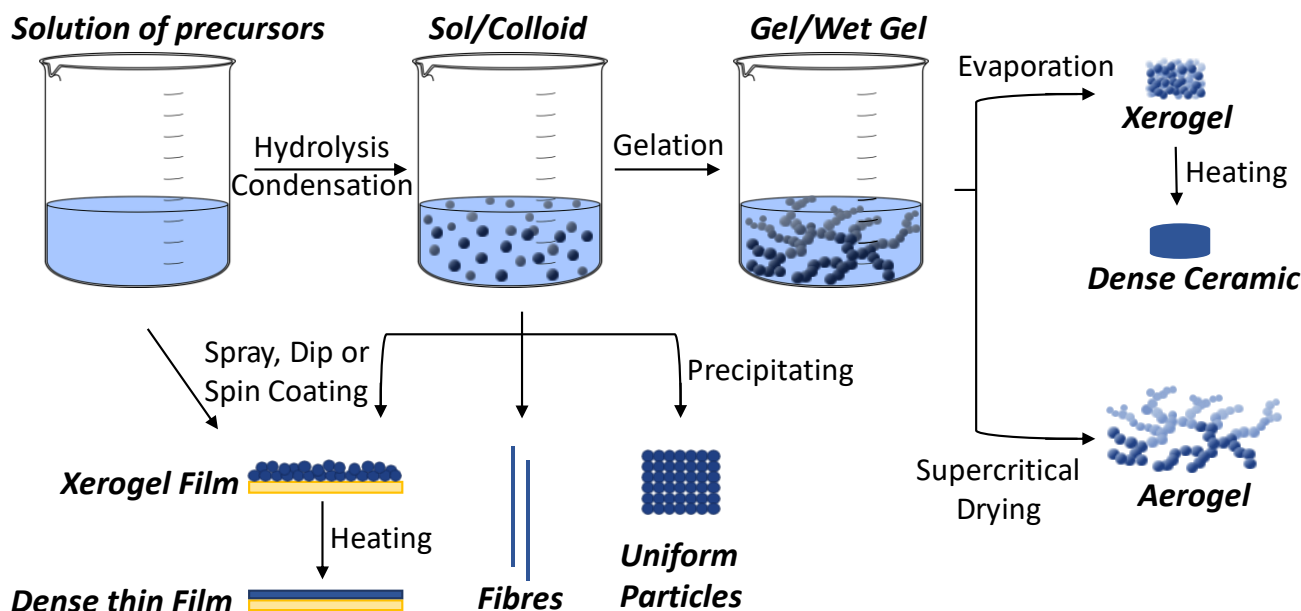 Solution of precursors
Sol/Colloid
Gel/Wet Gel
Hydrolysis
Condensation
Gelation
Evaporation
Xerogel
Heating
Dense Ceramic
Spray, Dip or
Spin Coating
Precipitating
Supercritical
Drying
Aerogel
Xerogel Film
Heating
Dense thin Film
Fibres
Uniform
Particles